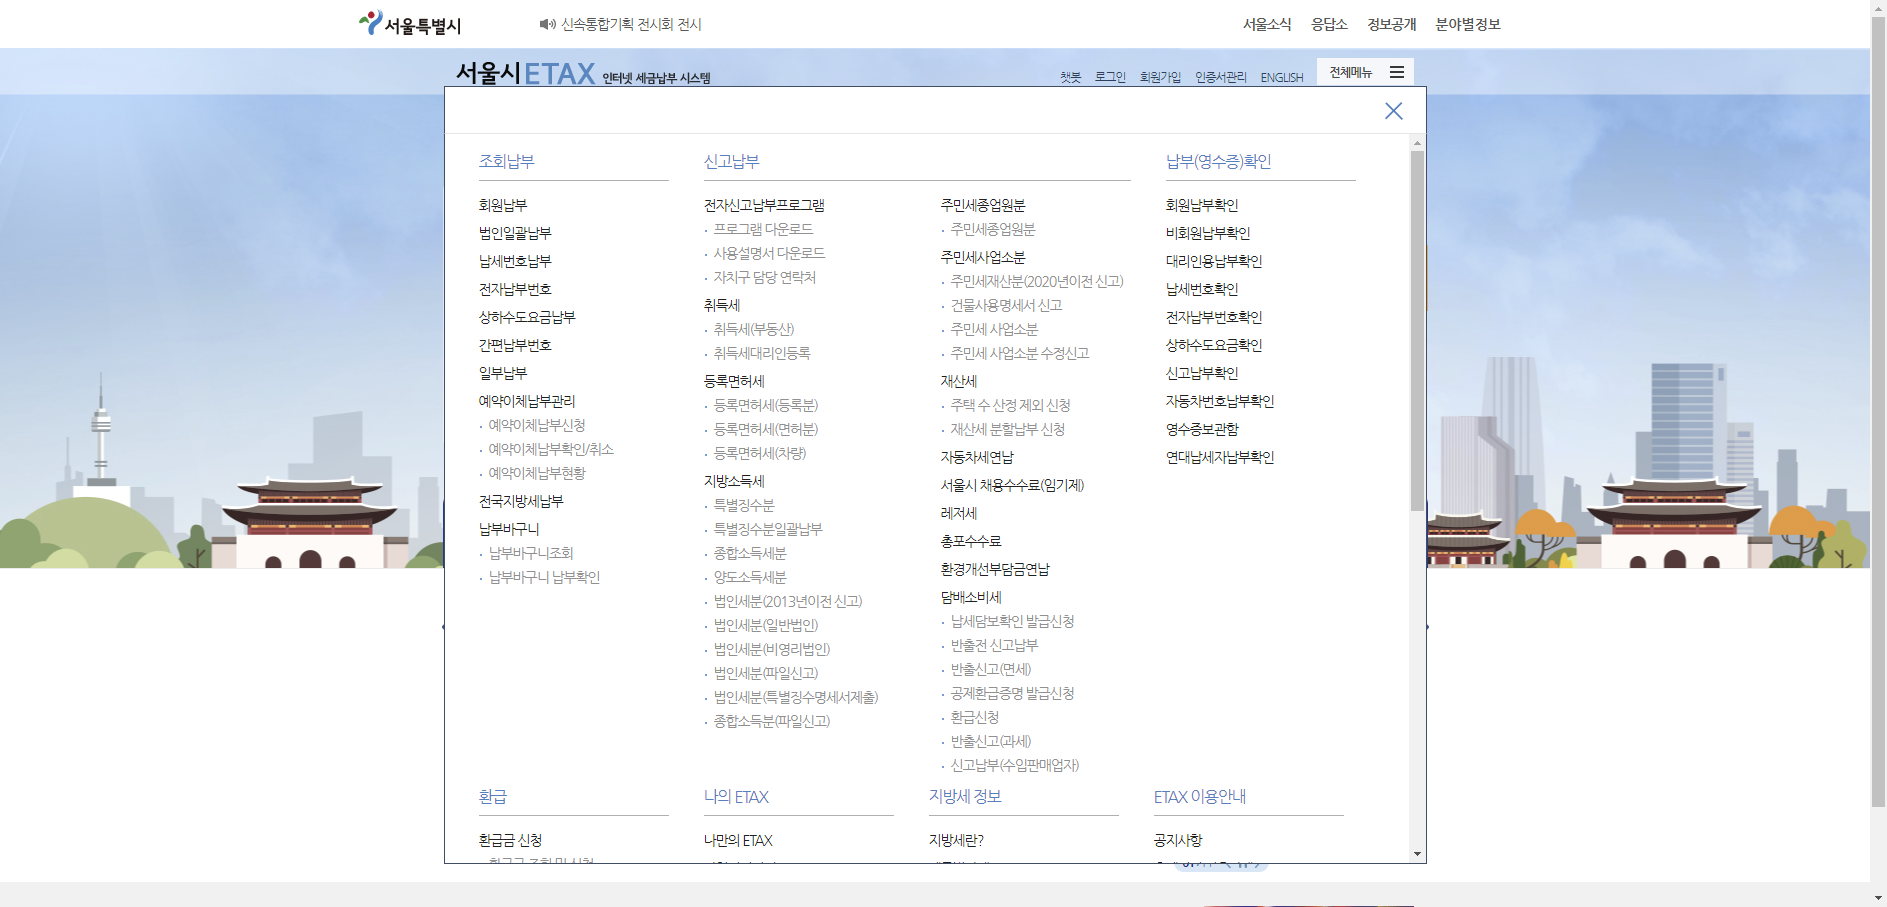 서울특별시
신속통합기획 전시회 전시
서울소식 응답소 정보공개 분야별정보
서울시 ETAX 인터넷 세금납부 시스템
챗봇 로그인 회원가입 인증서관리 ENGLISH 전체메뉴
조회납부
회원납부
법인일괄납부
납세번호납부
전자납부번호
상하수도요금납부
간편납부번호
일부납부
예약이체납부관리
· 예약이체납부신청
· 예약이체납부확인/취소
· 예약이체납부현황
전국지방세납부
납부바구니
· 납부바구니조회
· 납부바구니 납부확인
신고납부
전자신고납부프로그램
· 프로그램 다운로드
· 사용설명서 다운로드
· 자치구 담당 연락처
취득세
· 취득세(부동산)
· 취득세대리인등록
등록면허세
· 등록면허세(등록분)
· 등록면허세(면허분)
· 등록면허세(차량)
지방소득세
· 특별징수분
· 특별징수분일괄납부
· 종합소득세분
· 양도소득세분
· 법인세분(2013년이전 신고)
· 법인세분(일반법인)
· 법인세분(비영리법인)
· 법인세분(파일신고)
· 법인세분(특별징수명세서제출)
· 종합소득분(파일신고)
주민세종업원분
· 주민세종업원분
주민세사업소분
· 주민세재산분(2020년이전 신고)
· 건물사용명세서 신고
· 주민세 사업소분
· 주민세 사업소분 수정신고
재산세
· 주택 수 산정 제외 신청
· 재산세 분할납부 신청
자동차세연납
서울시 채용수수료(임기제)
레저세
총포수수료
환경개선부담금연납
담배소비세
· 납세담보확인 발급신청
· 반출전 신고납부
· 반출신고(면세)
· 공제환급증명 발급신청
· 환급신청
· 반출신고(과세)
· 신고납부(수입판매업자)
납부(영수증)확인
회원납부확인
비회원납부확인
대리인용납부확인
납세번호확인
전자납부번호확인
상하수도요금확인
신고납부확인
자동차번호납부확인
영수증보관함
연대납세자납부확인
환급
환급금 신청
나의 ETAX
나만의 ETAX
지방세 정보
지방세란?
ETAX 이용안내
공지사항